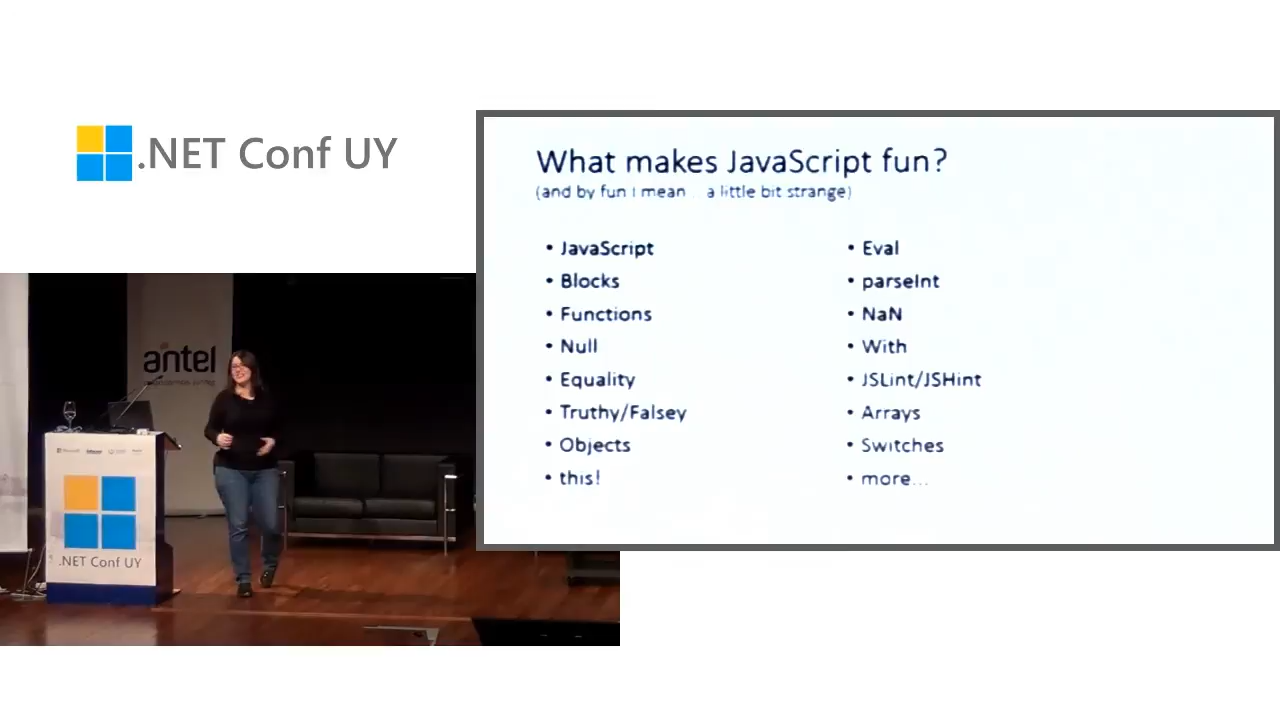 .NET Conf UY
What makes JavaScript fun?
(and by fun I mean... a little bit strange)
• JavaScript
• Blocks
• Functions
• Null
• Equality
• Truthy/Falsey
• Objects
• this!
• Eval
• parseInt
• NaN
• With
• JSLint/JSHint
• Arrays
• Switches
• more...
antel
.NET Conf UY